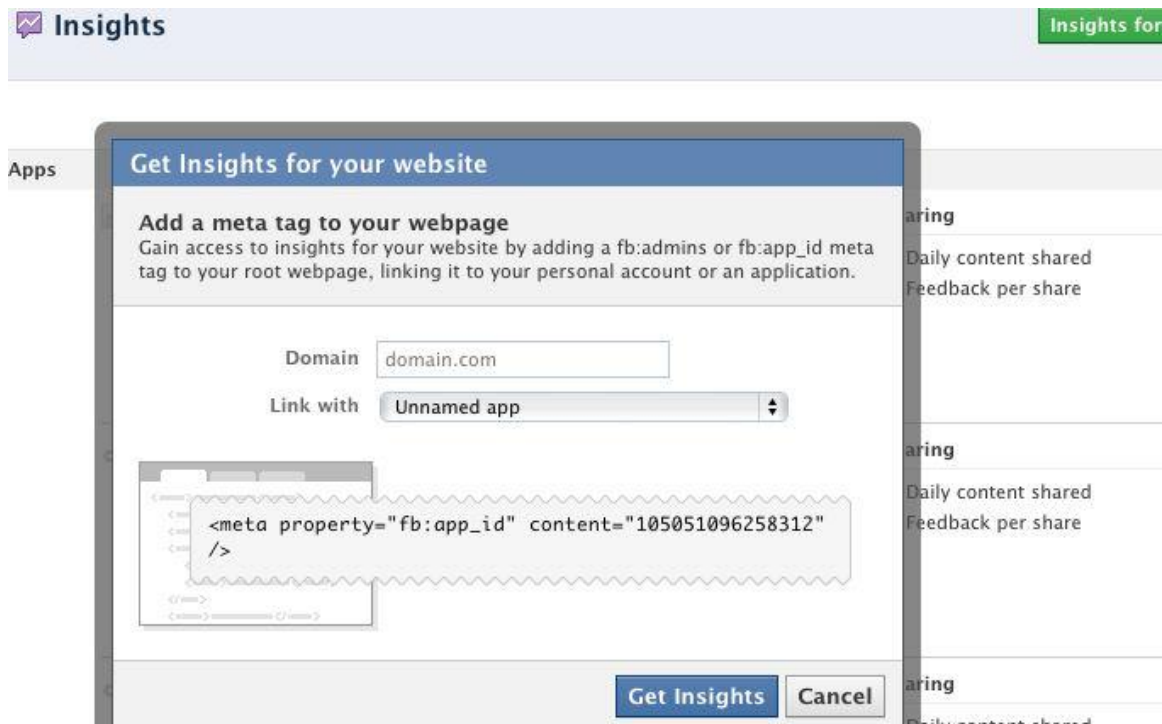 Insights
Insights for
Apps
Get Insights for your website
Add a meta tag to your webpage
Gain access to insights for your website by adding a fb:admins or fb:app_id meta
tag to your root webpage, linking it to your personal account or an application.
Domain domain.com
Link with Unnamed app
<meta property="fb:app_id" content="105051096258312"
/>
Get Insights Cancel
aring
Daily content shared
Feedback per share
aring
Daily content shared
Feedback per share
aring
Daily content shared